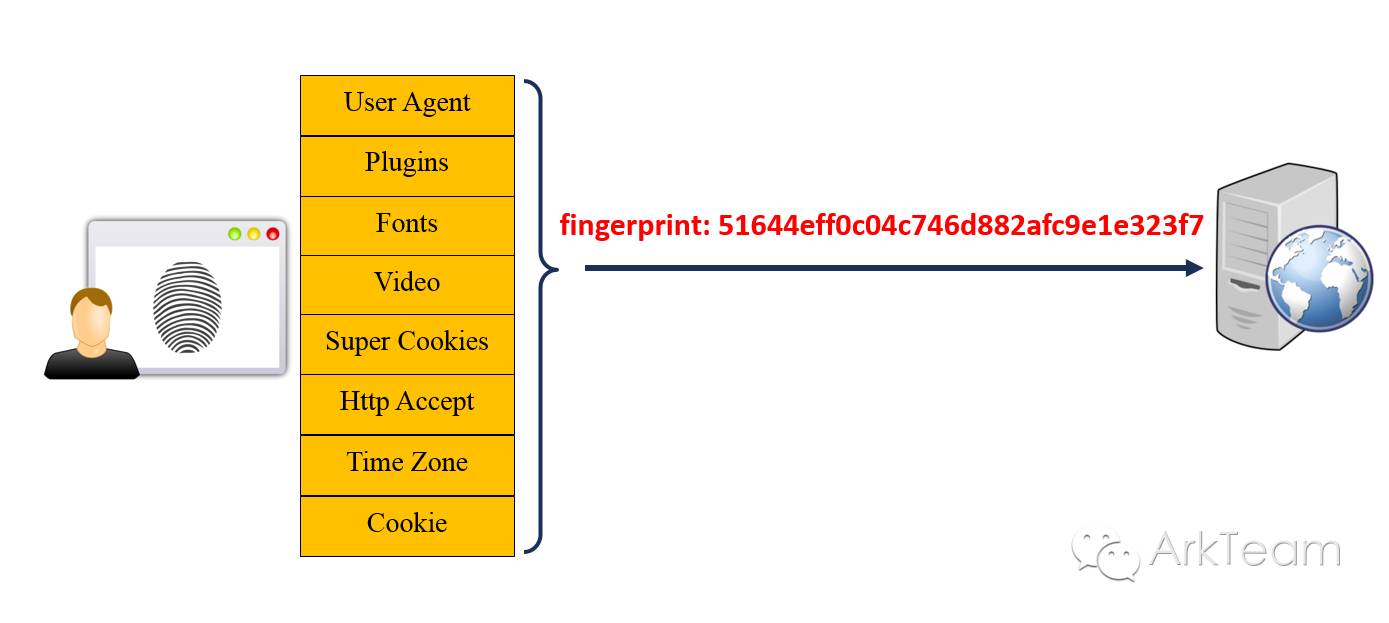 User Agent
Plugins
Fonts
Video
Super Cookies
Http Accept
Time Zone
Cookie
fingerprint: 51644eff0c04c746d882afc9e1e323f7
ArkTeam